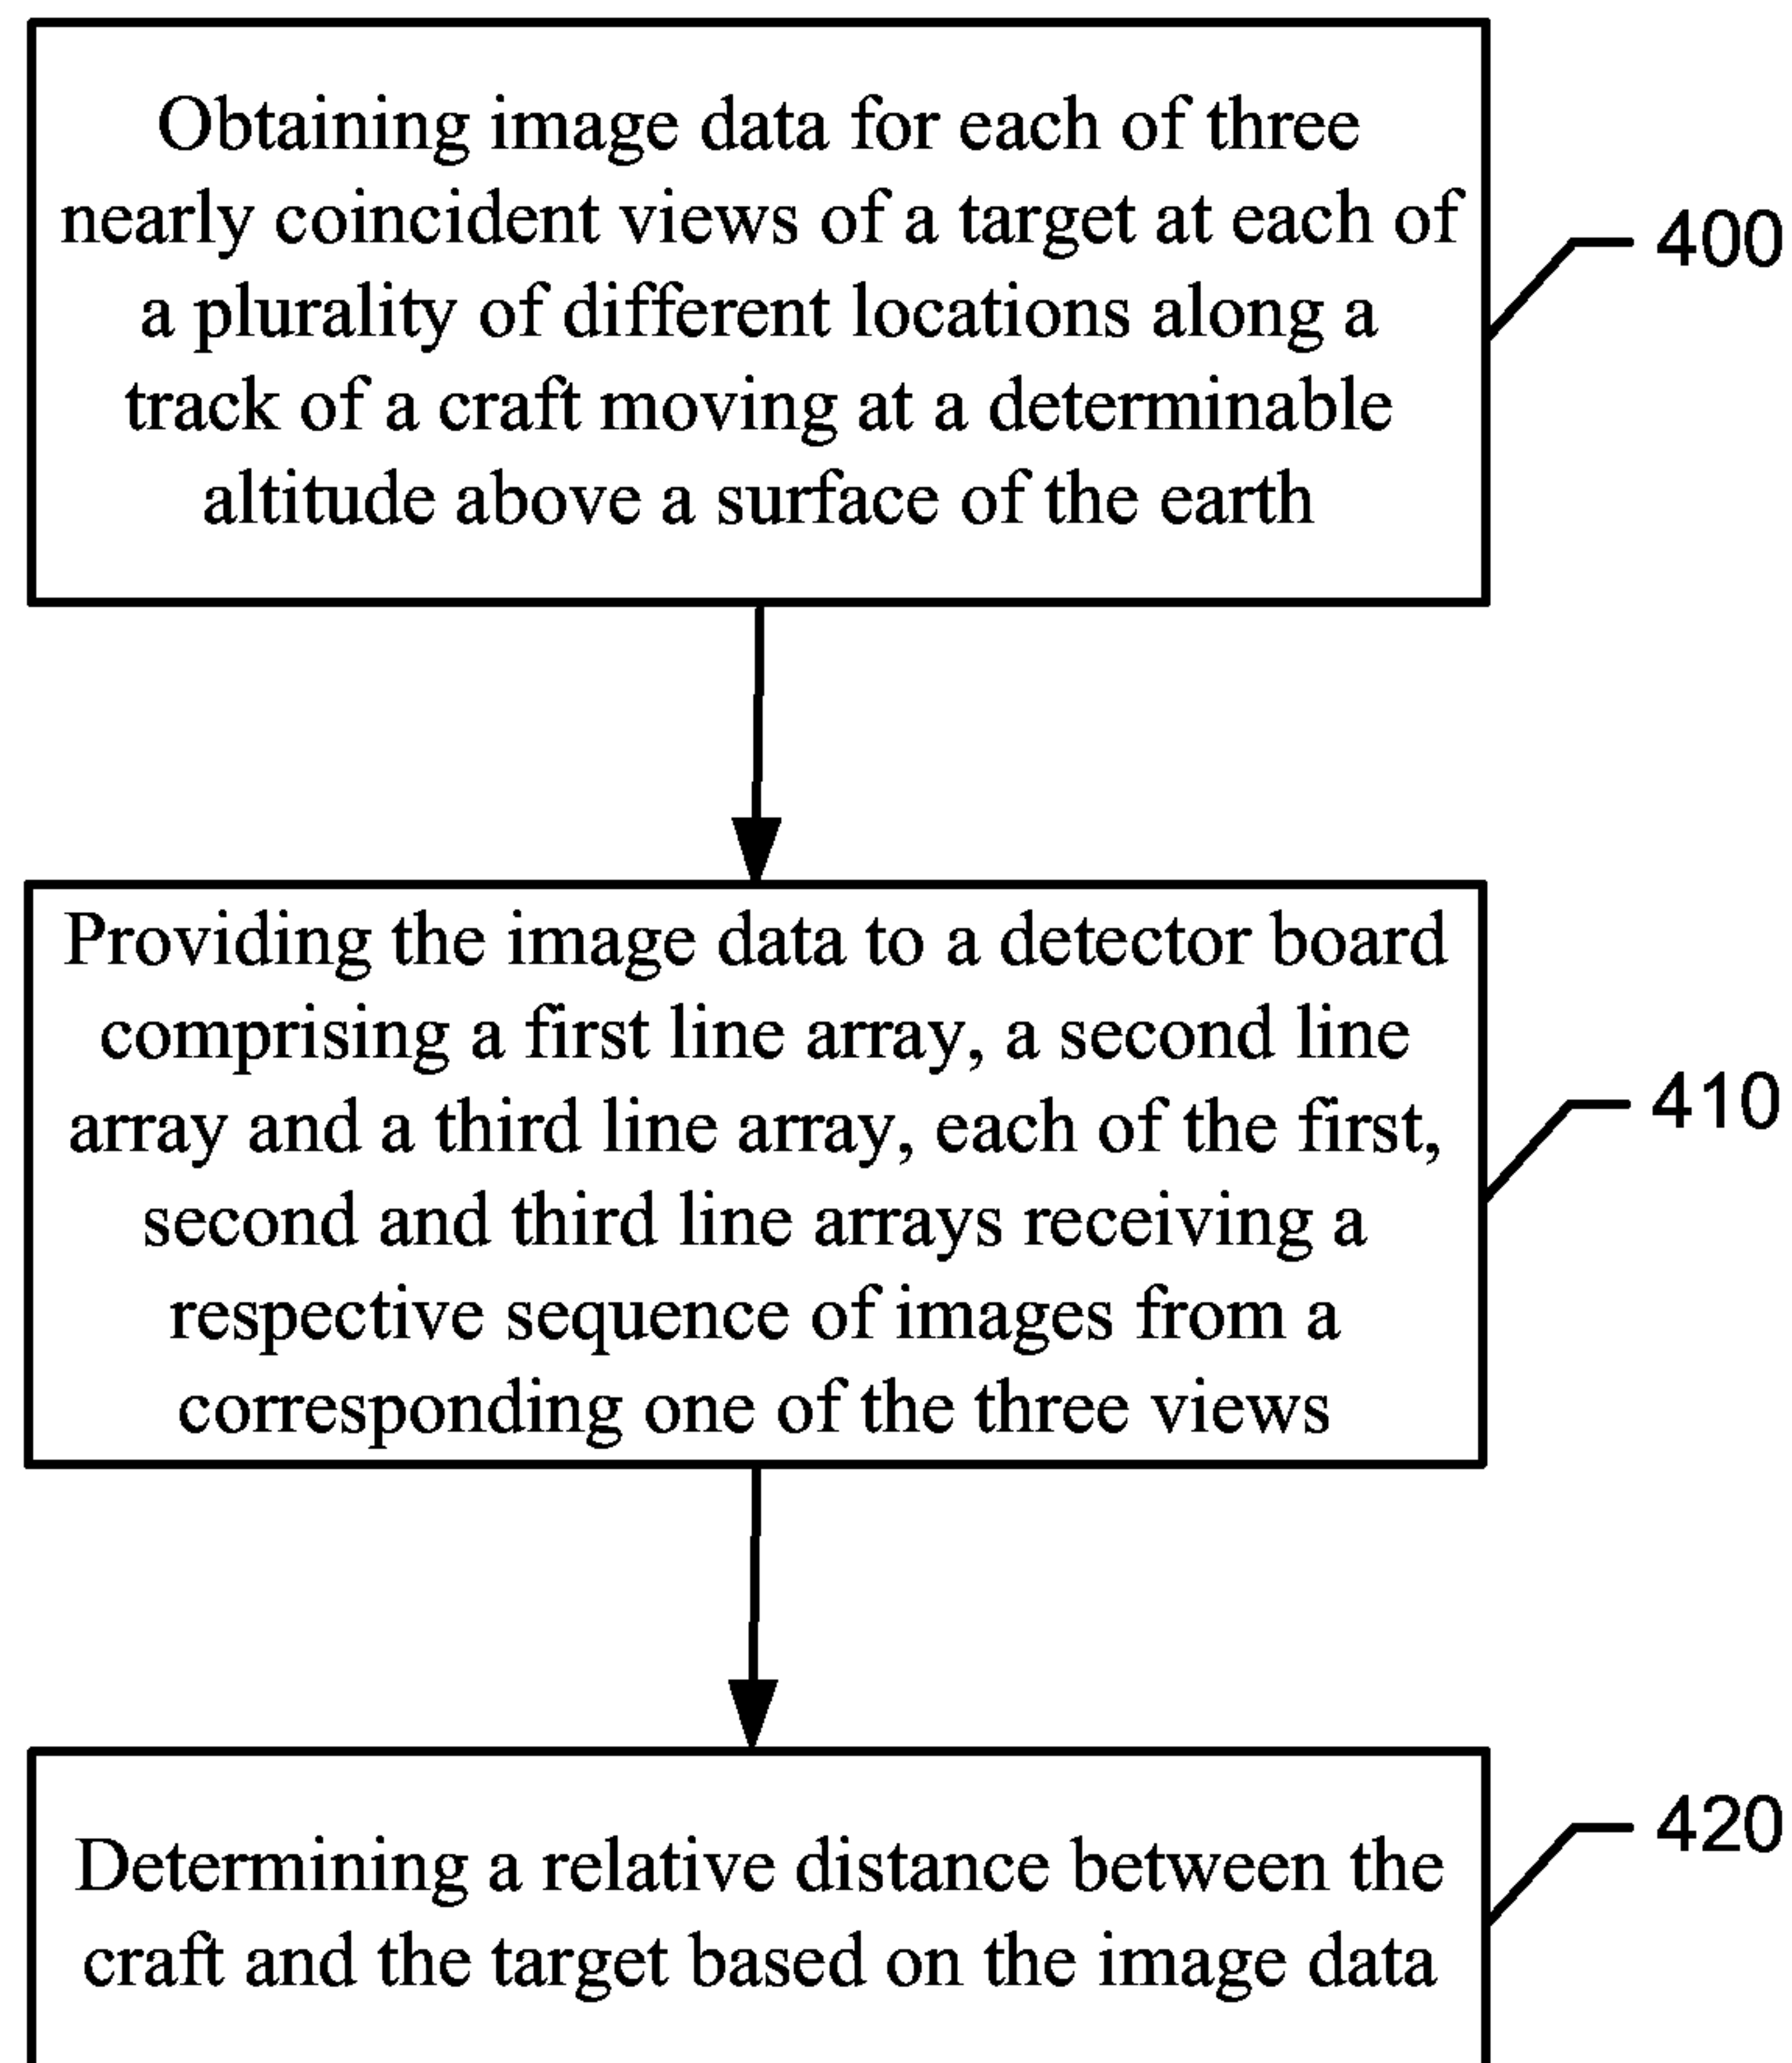 Obtaining image data for each of three
nearly coincident views of a target at each of
a plurality of different locations along a
track of a craft moving at a determinable
altitude above a surface of the earth
400
Providing the image data to a detector board
comprising a first line array, a second line
array and a third line array, each of the first,
second and third line arrays receiving a
respective sequence of images from a
corresponding one of the three views
410
Determining a relative distance between the
craft and the target based on the image data
420